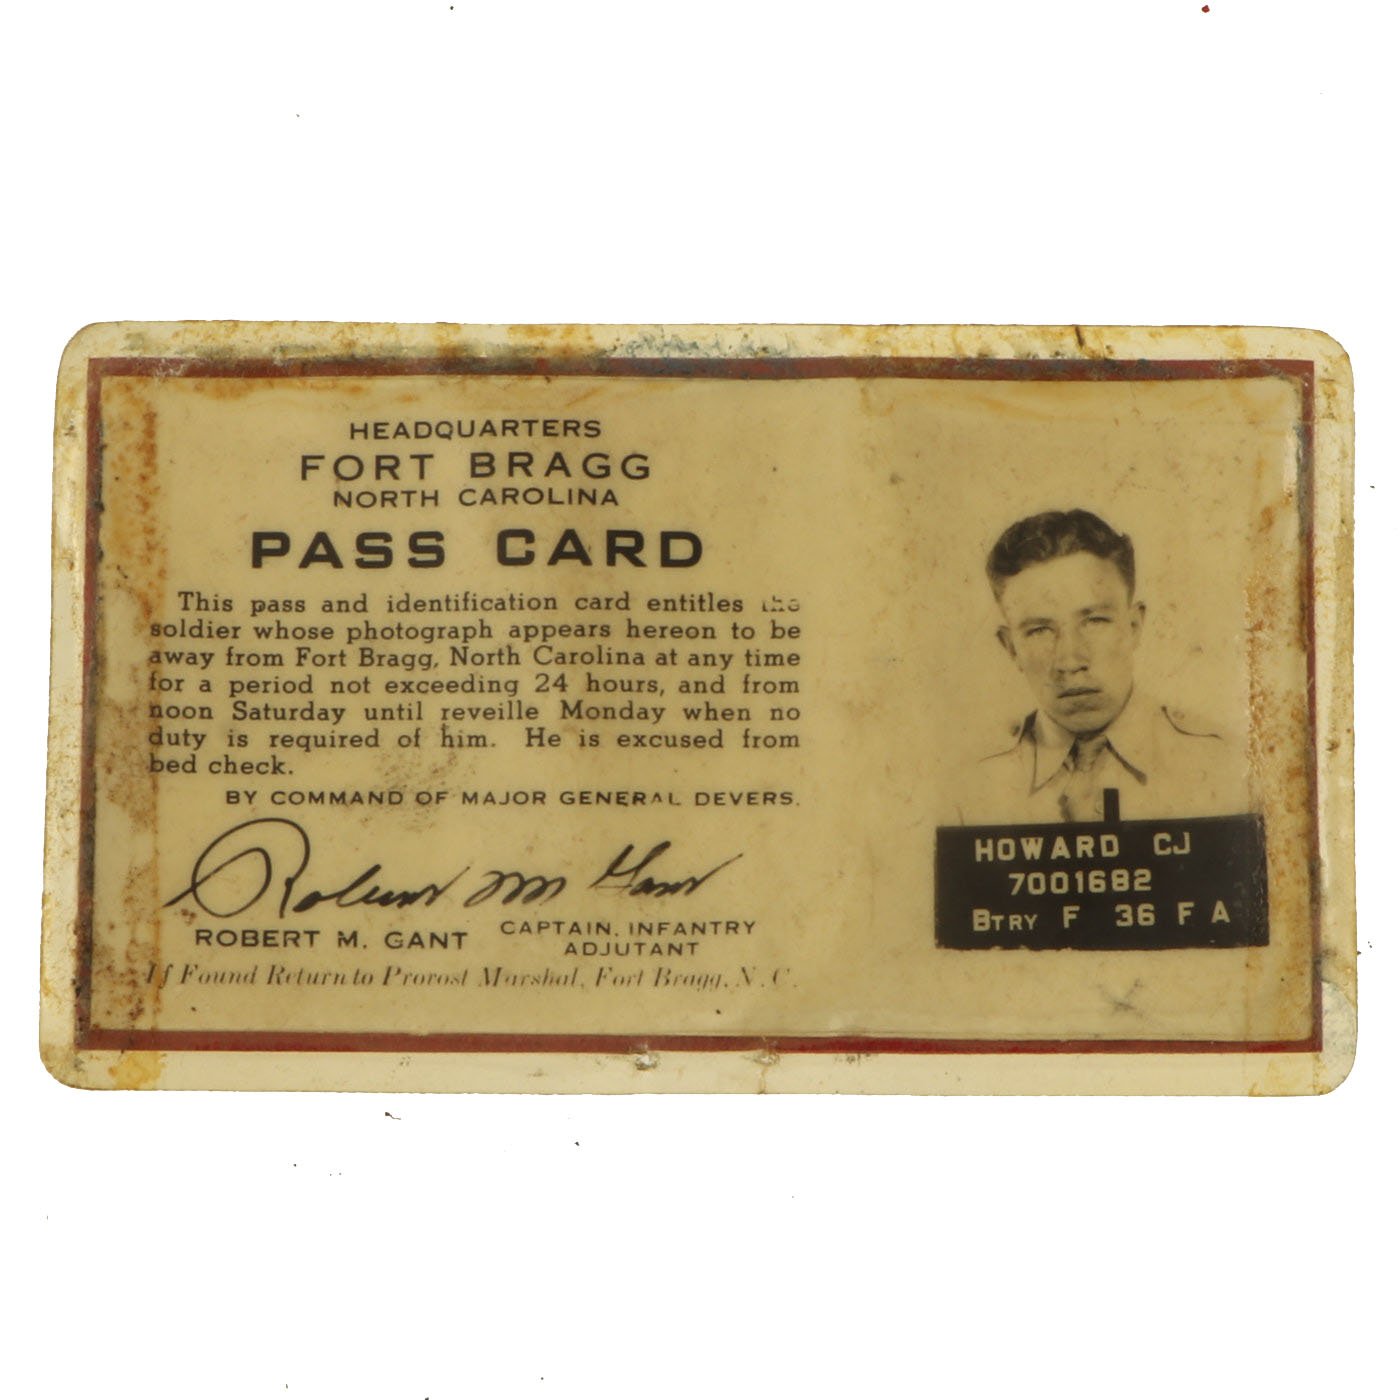 HEADQUARTERS
FORT BRAGG
NORTH CAROLINA
PASS CARD
This pass and identification card entitles the
soldier whose photograph appears hereon to be
away from Fort Bragg, North Carolina at any time
for a period not exceeding 24 hours, and from
noon Saturday until reveille Monday when no
duty is required of him. He is excused from
bed check.
BY COMMAND OF MAJOR GENERAL DEVERS.
Robert M Gant
ROBERT M. GANT CAPTAIN, INFANTRY
ADJUTANT
If Found Return to Provost Marshal, Fort Bragg, N. C.
HOWARD CJ
7001682
BTRY F 36 F A